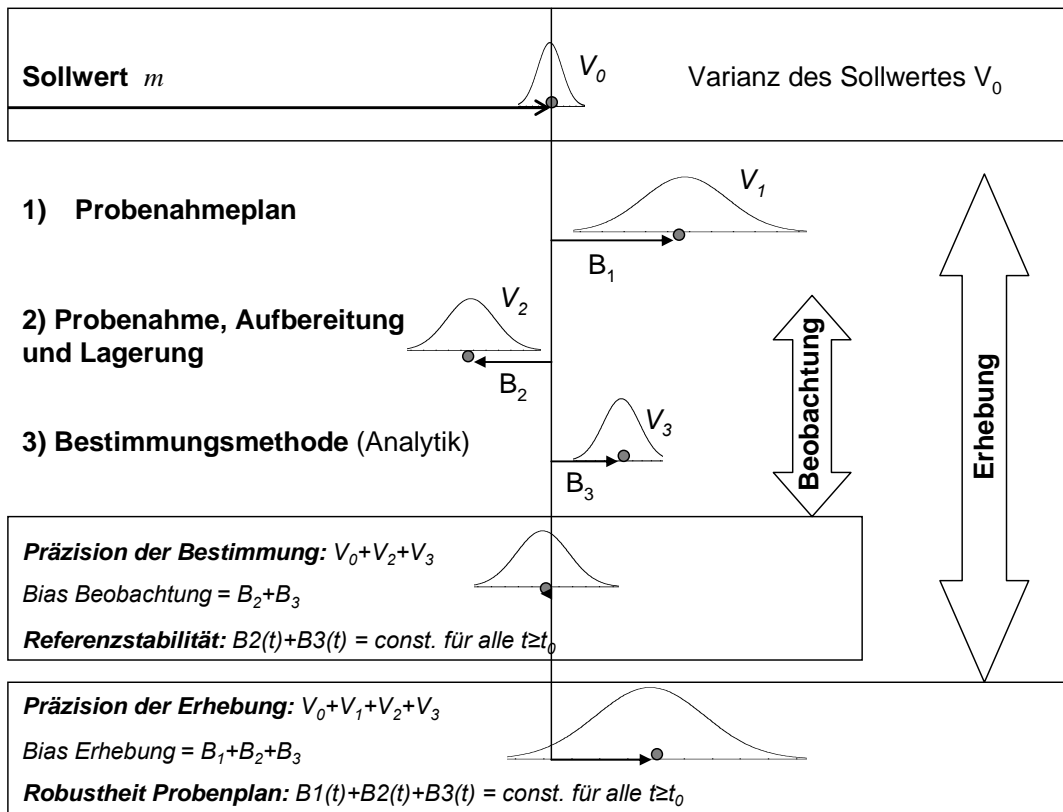 Sollwert m
V₀
Varianz des Sollwertes V₀
1) Probenahmeplan
V₁
B₁
2) Probenahme, Aufbereitung
und Lagerung
V₂
B₂
3) Bestimmungsmethode (Analytik)
V₃
B₃
Beobachtung
Erhebung
Präzision der Bestimmung: V₀+V₂+V₃
Bias Beobachtung = B₂+B₃
Referenzstabilität: B2(t)+B3(t) = const. für alle t≥t₀
Präzision der Erhebung: V₀+V₁+V₂+V₃
Bias Erhebung = B₁+B₂+B₃
Robustheit Probenplan: B1(t)+B2(t)+B3(t) = const. für alle t≥t₀